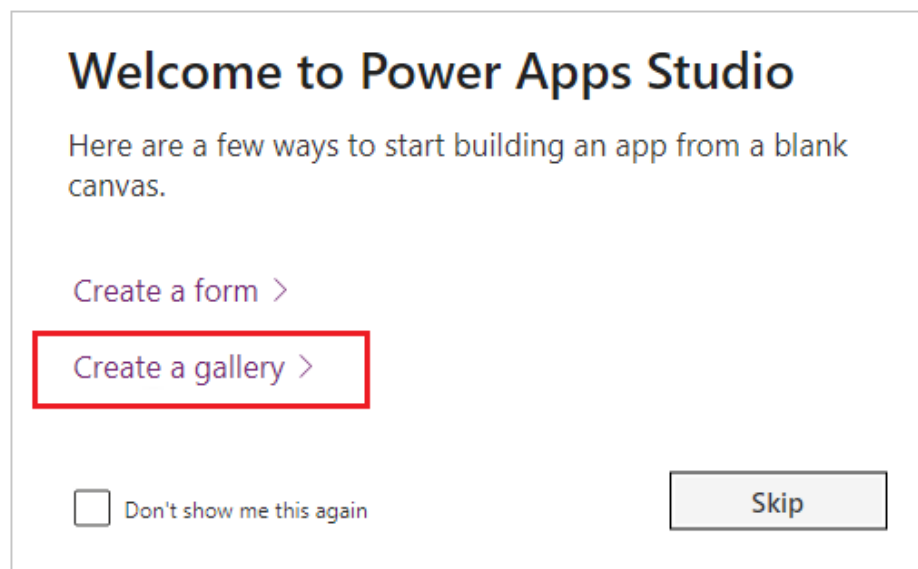 Welcome to Power Apps Studio
Here are a few ways to start building an app from a blank
canvas.
Create a form >
Create a gallery >
Don't show me this again
Skip